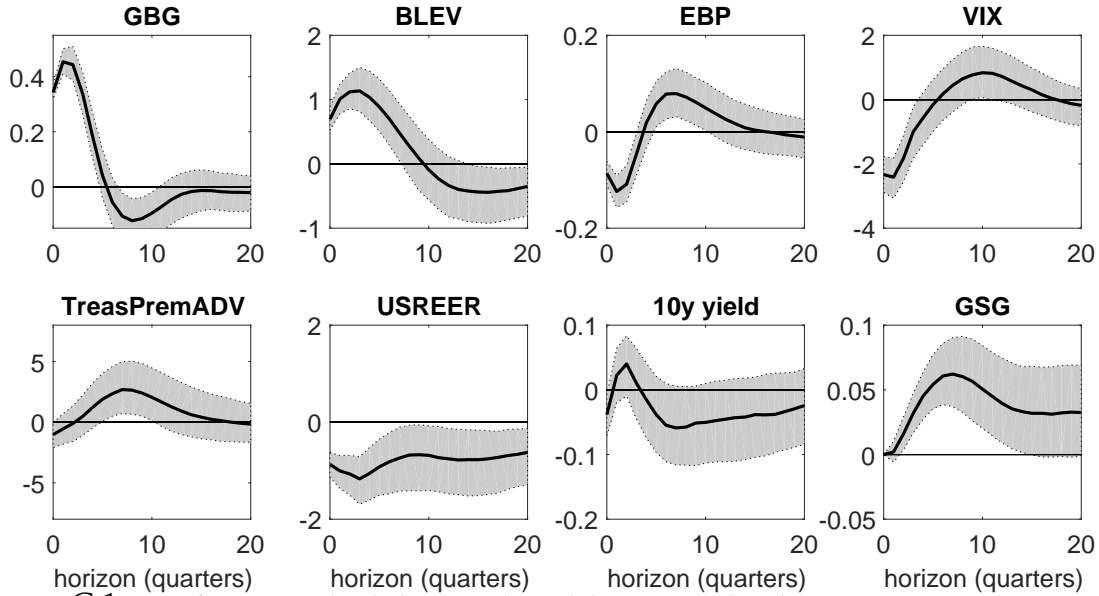 GBG BLEV EBP VIX
0.4 2 0.2 2
0.2 1 0 0
0 0 -0.2 -2
-1 -4
0 10 20 0 10 20 0 10 20 0 10 20
TreasPremADV USREER 10y yield GSG
5 2 0.1 0.1
0 0 0 0.05
-5 -2 -0.1 0
-0.2 -0.05
0 10 20 0 10 20 0 10 20 0 10 20
horizon (quarters) horizon (quarters) horizon (quarters) horizon (quarters)